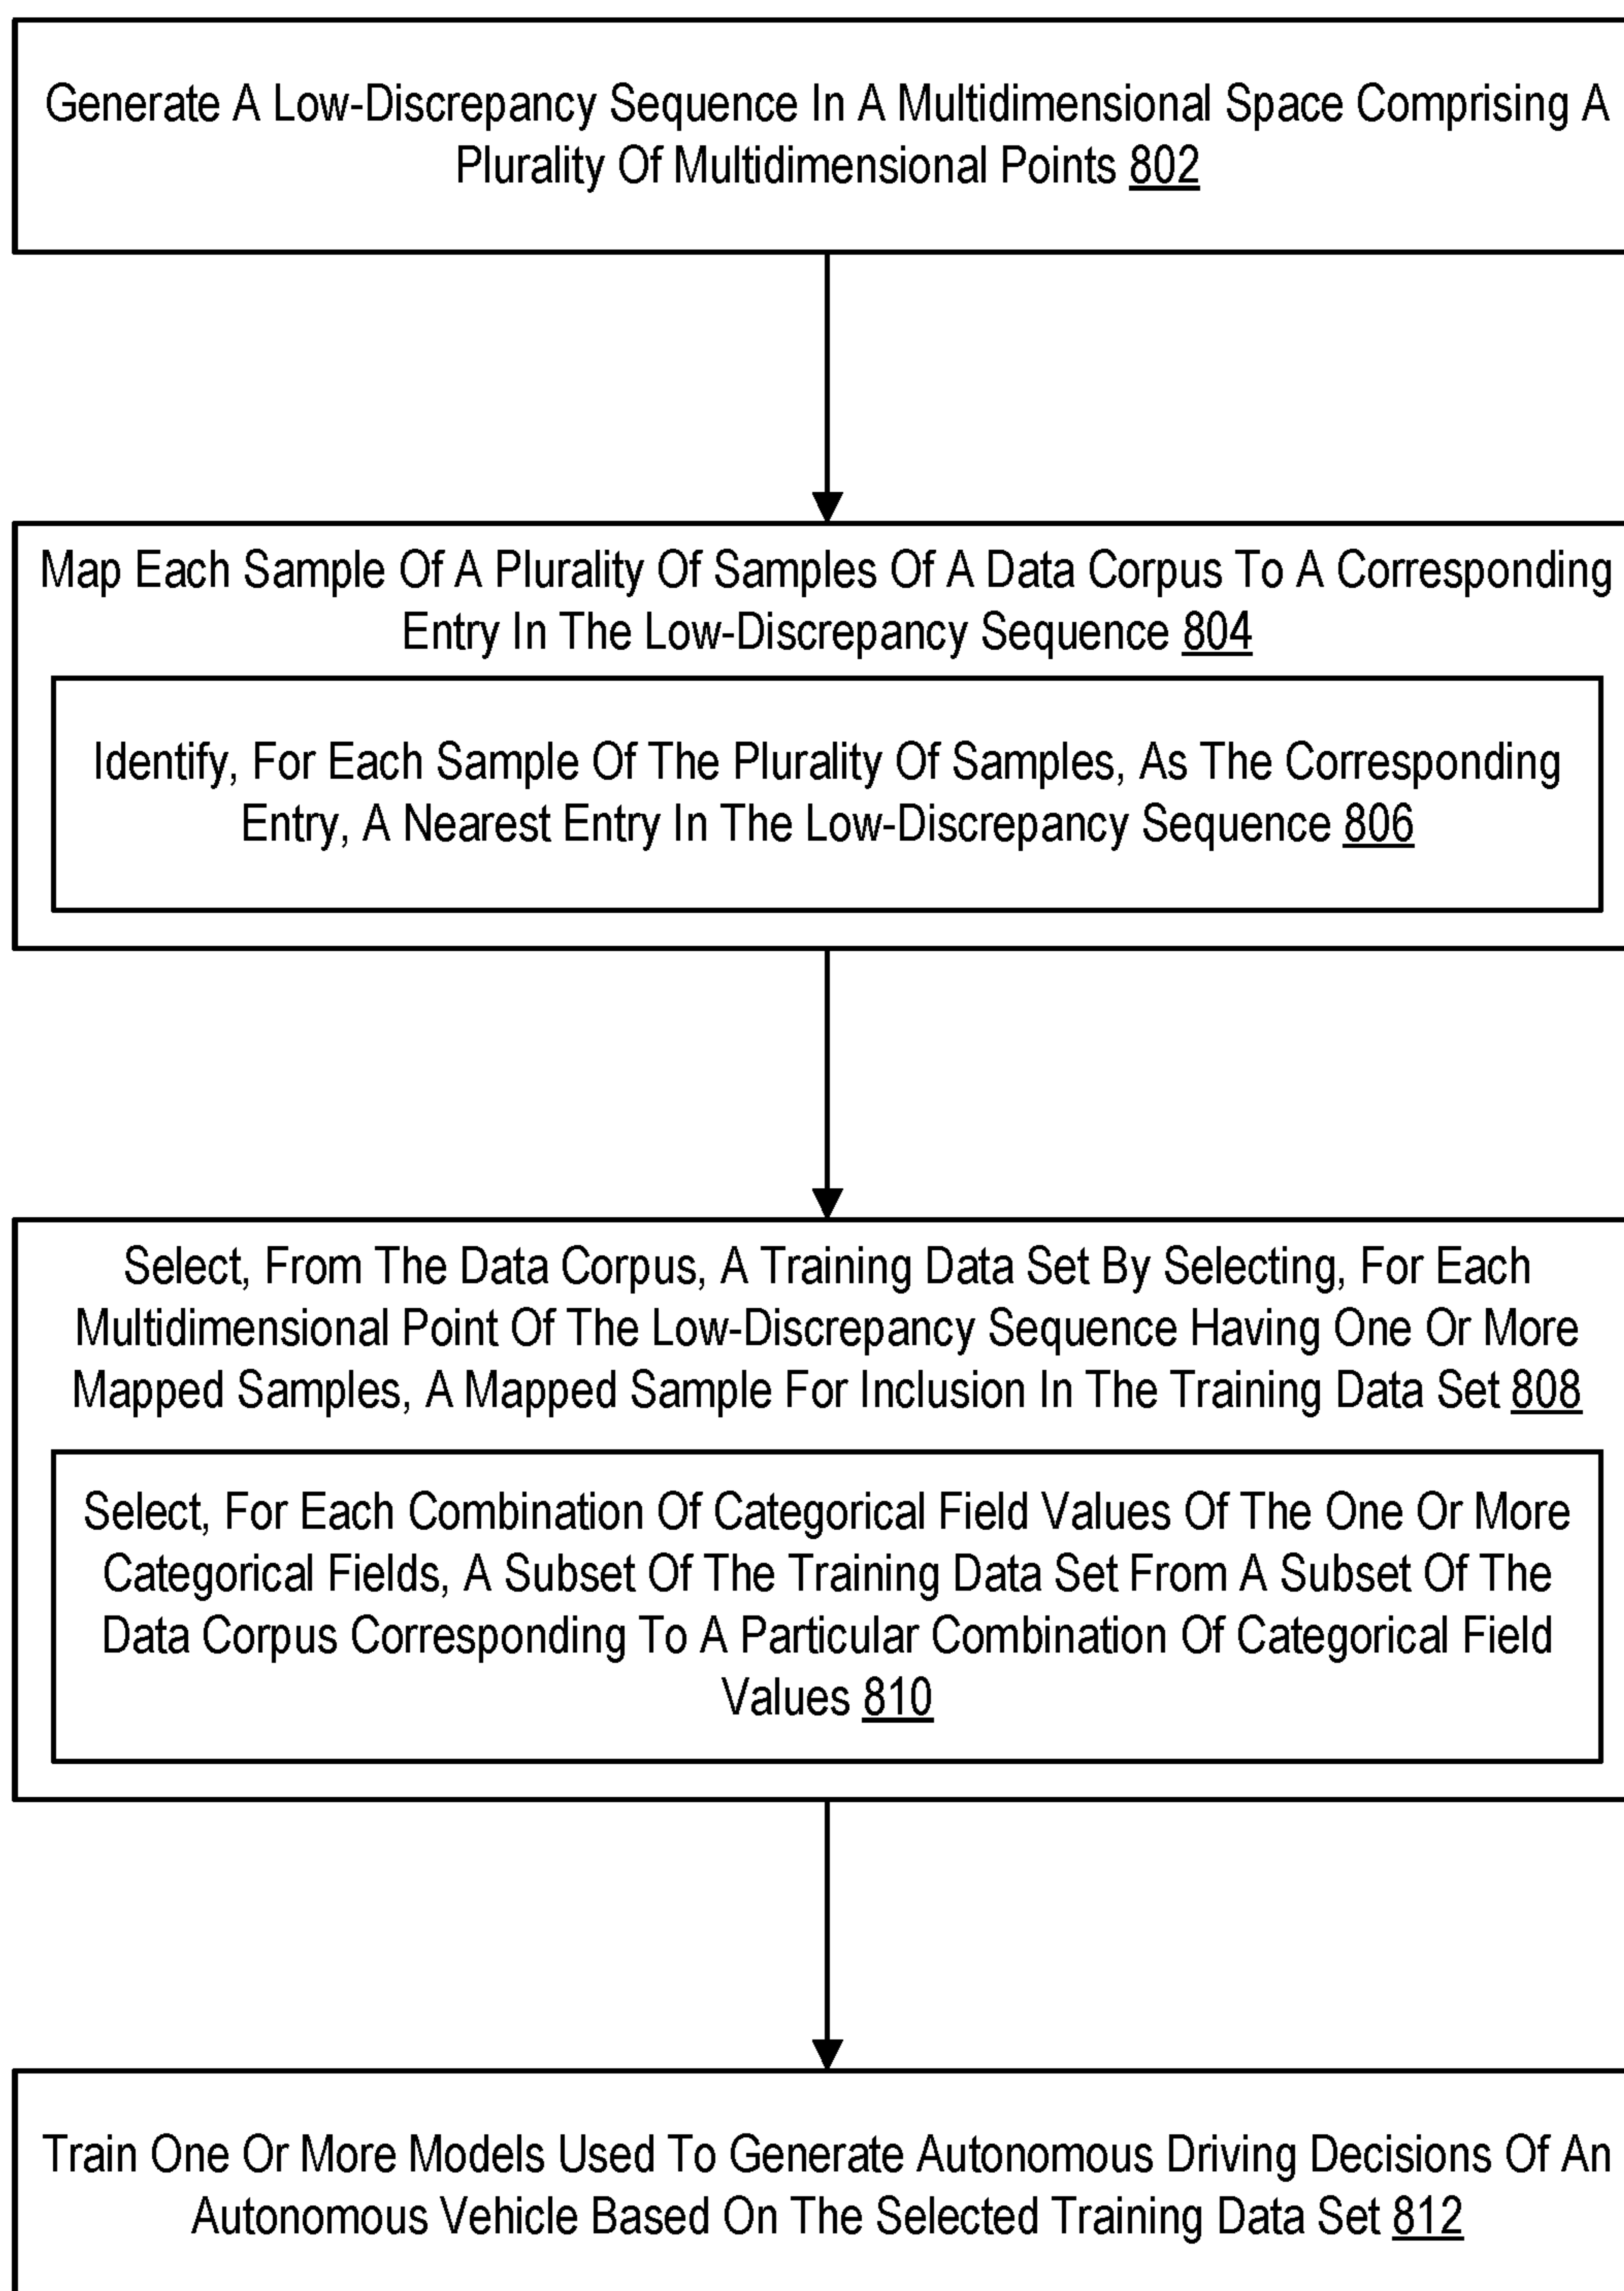 Generate A Low-Discrepancy Sequence In A Multidimensional Space Comprising A
Plurality Of Multidimensional Points 802
Map Each Sample Of A Plurality Of Samples Of A Data Corpus To A Corresponding
Entry In The Low-Discrepancy Sequence 804
Identify, For Each Sample Of The Plurality Of Samples, As The Corresponding
Entry, A Nearest Entry In The Low-Discrepancy Sequence 806
Select, From The Data Corpus, A Training Data Set By Selecting, For Each
Multidimensional Point Of The Low-Discrepancy Sequence Having One Or More
Mapped Samples, A Mapped Sample For Inclusion In The Training Data Set 808
Select, For Each Combination Of Categorical Field Values Of The One Or More
Categorical Fields, A Subset Of The Training Data Set From A Subset Of The
Data Corpus Corresponding To A Particular Combination Of Categorical Field
Values 810
Train One Or More Models Used To Generate Autonomous Driving Decisions Of An
Autonomous Vehicle Based On The Selected Training Data Set 812